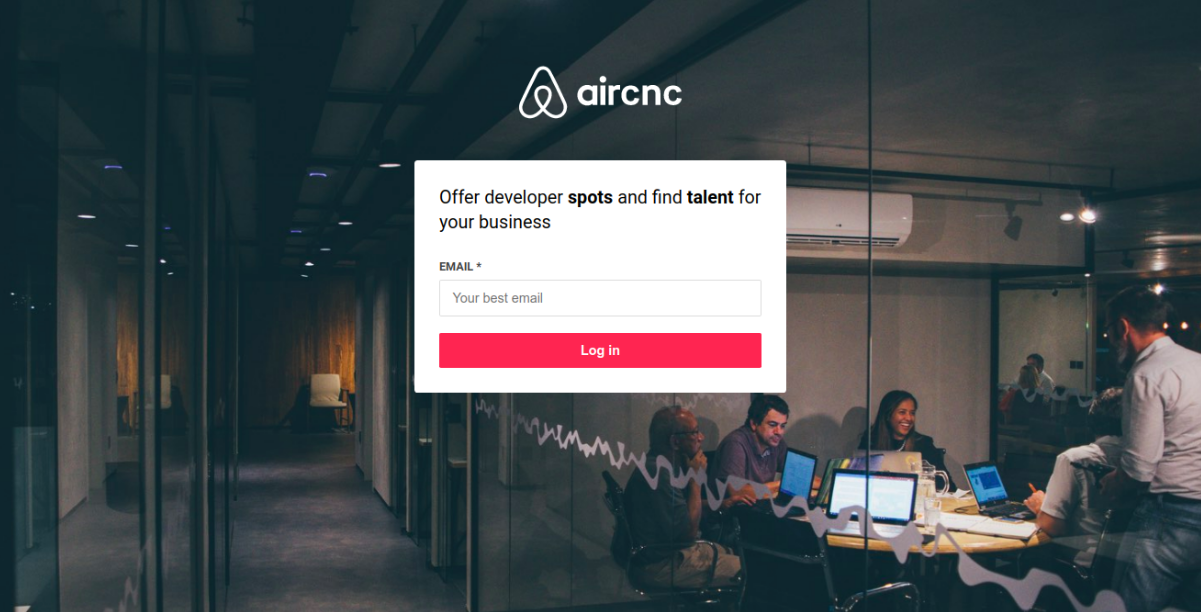 aircnc
Offer developer spots and find talent for
your business
EMAIL *
Your best email
Log in